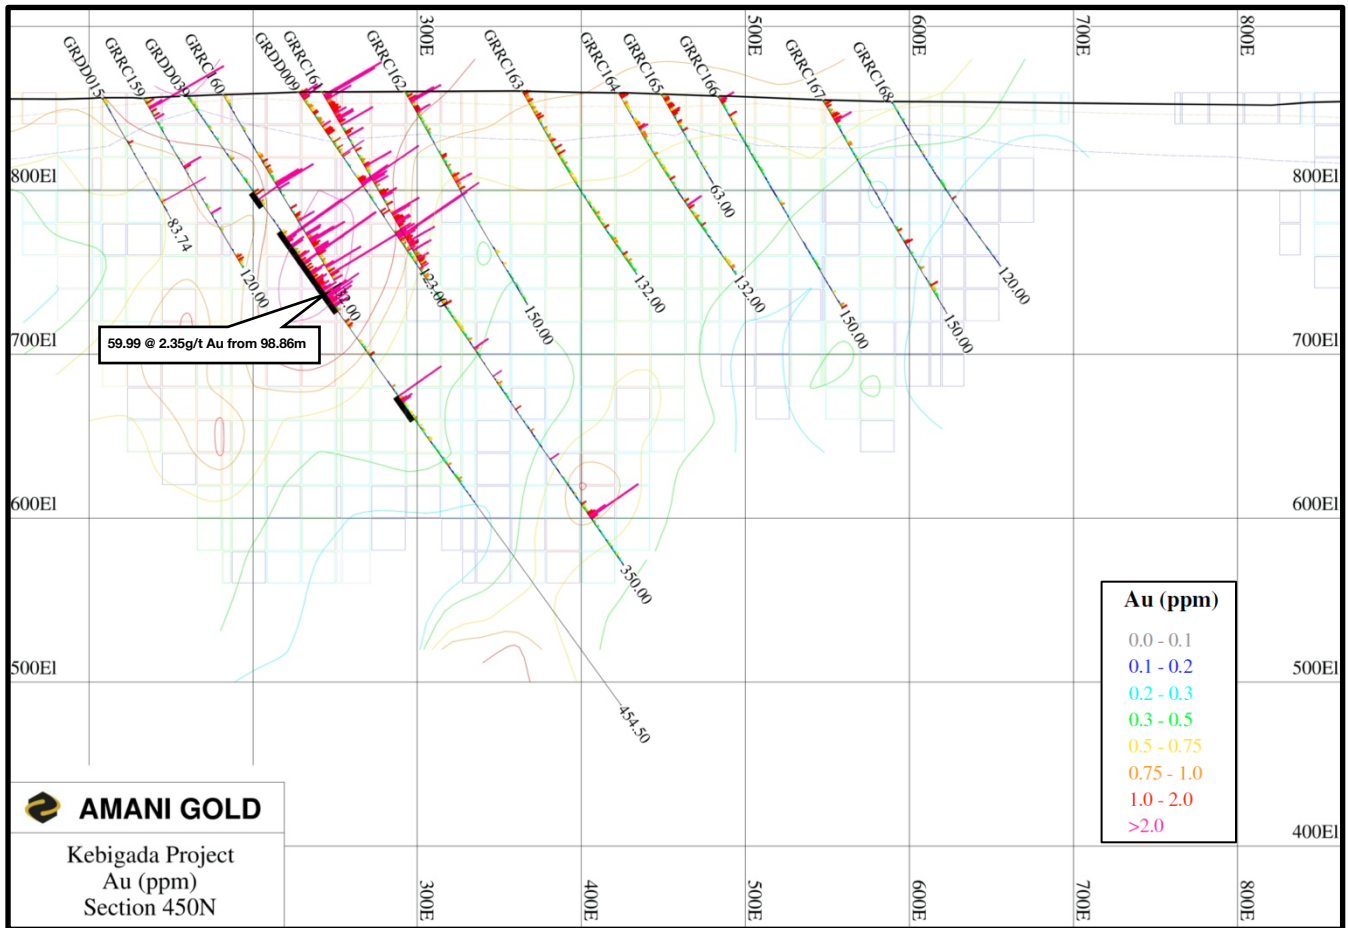 300E
500E
600E
700E
800E
GRDD015
GRRC159
GRDD039
GRRC160
GRDD009
GRRC161
GRRC162
GRRC163
GRRC164
GRRC165
GRRC166
GRRC167
GRRC168
800El
800El
63.00
83.74
120.00
123.00
132.00
132.00
120.00
150.00
150.00
150.00
59.99 @ 2.35g/t Au from 98.86m
700El
700El
600El
600El
350.00
500El
500El
454.50
Au (ppm)
0.0 - 0.1
0.1 - 0.2
0.2 - 0.3
0.3 - 0.5
0.5 - 0.75
0.75 - 1.0
1.0 - 2.0
>2.0
400El
AMANI GOLD
Kebigada Project
Au (ppm)
Section 450N
300E
400E
500E
600E
700E
800E